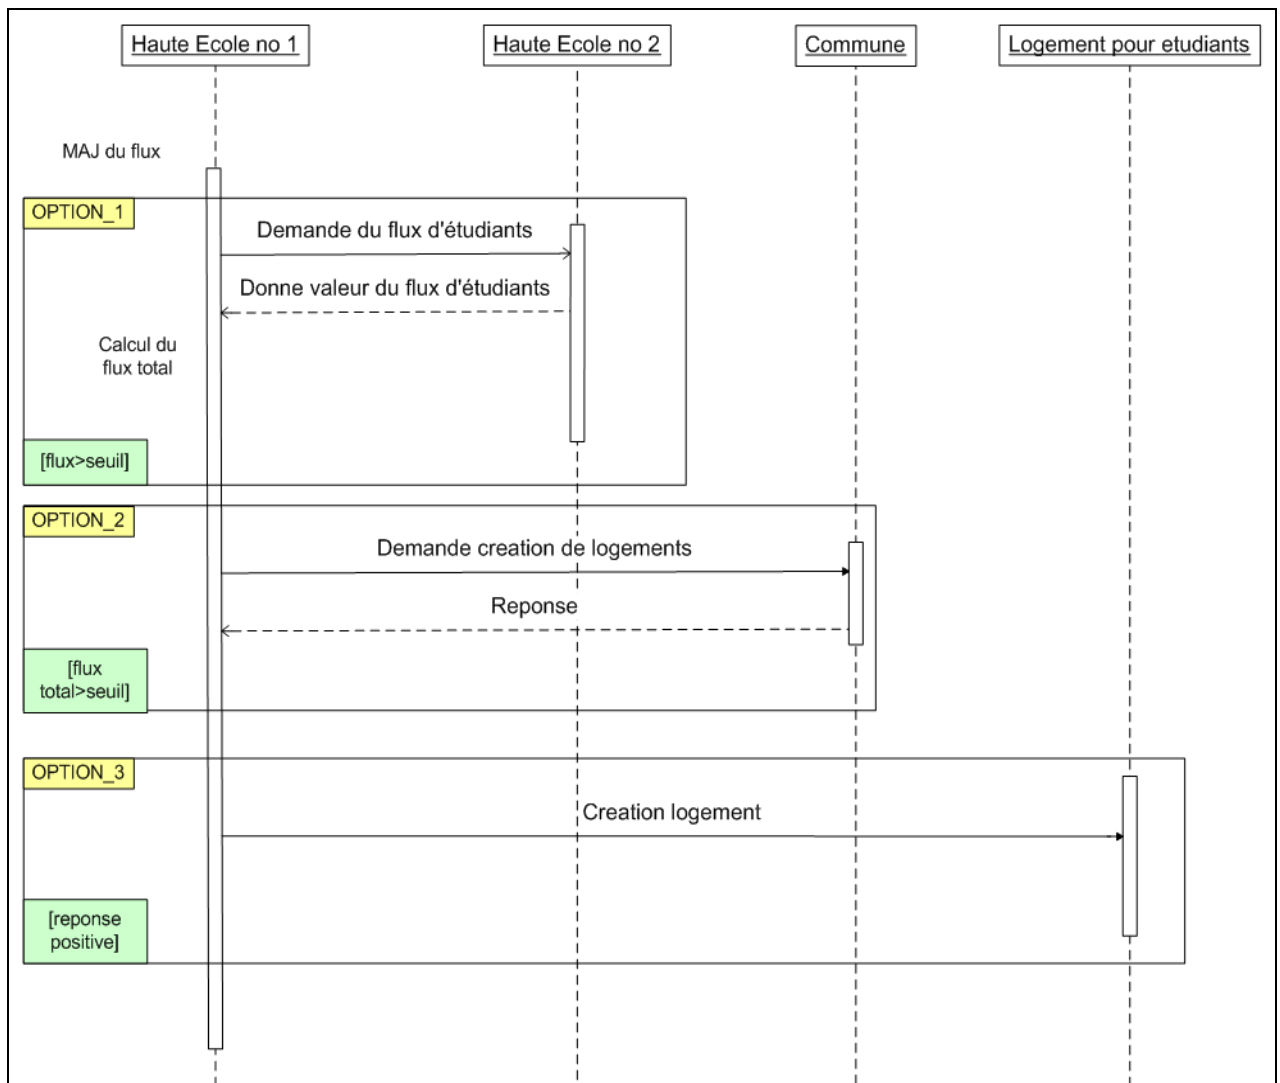 Haute Ecole no 1
Haute Ecole no 2
Commune
Logement pour etudiants
MAJ du flux
OPTION_1
Demande du flux d'étudiants
Donne valeur du flux d'étudiants
Calcul du
flux total
[flux>seuil]
OPTION_2
Demande creation de logements
Reponse
[flux
total>seuil]
OPTION_3
Creation logement
[reponse
positive]